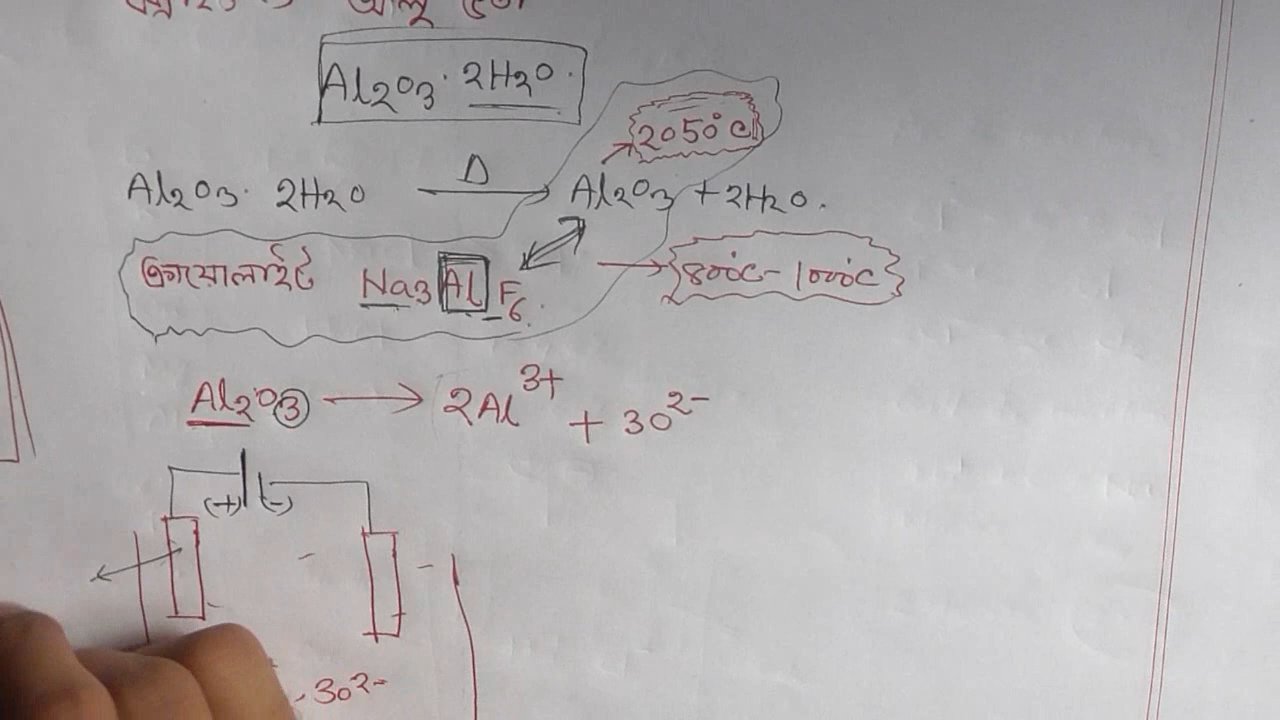 Al₂O₃ · 2H₂O
2050°C
Al₂O₃ · 2H₂O —Δ→ Al₂O₃ + 2H₂O.
ক্রায়োলাইট Na₃AlF₆. → 800°C - 1000°C
Al₂O₃ → 2Al³⁺ + 3O²⁻
(+) (-)
3O²⁻